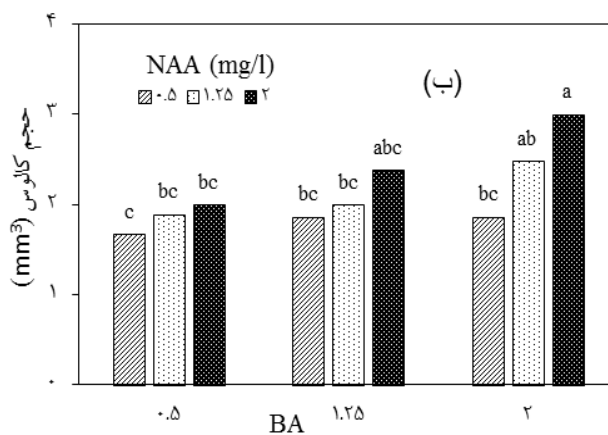 ۴
NAA (mg/l)
۰.۵ ۱.۲۵ ۲
(ب)
a
۳
ab
abc
bc bc
bc bc
bc
c
۲
۱
۰
حجم کالوس (mm³)
۰.۵ ۱.۲۵ ۲
BA